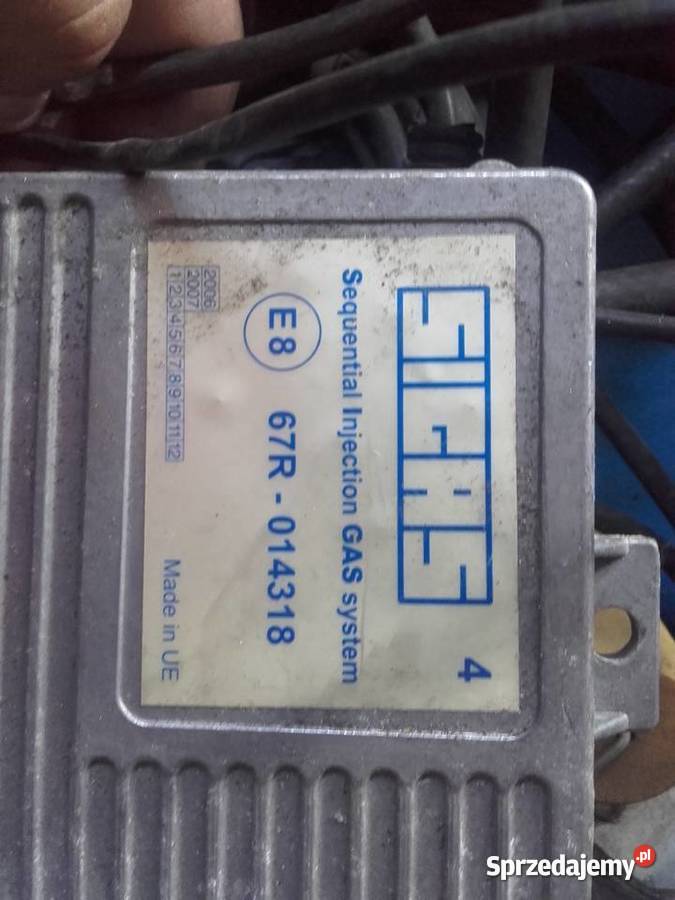 SIGAS 4
Sequential Injection GAS system
E8 67R - 014318
2006
2007
1 2 3 4 5 6 7 8 9 10 11 12
Made in UE
Sprzedajemy.pl